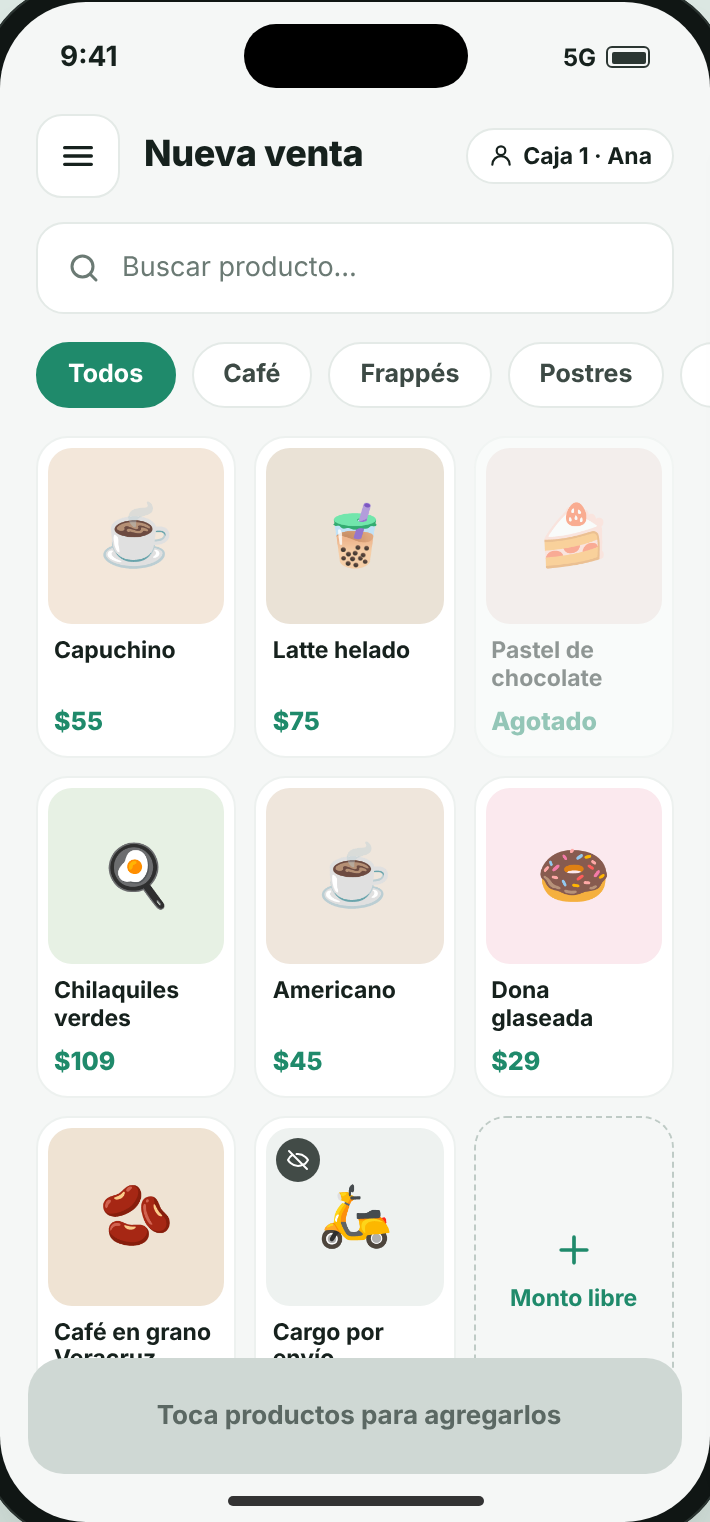 9:41
5G
Nueva venta
Caja 1 · Ana
Buscar producto...
Todos
Café
Frappés
Postres
Capuchino
$55
Latte helado
$75
Pastel de
chocolate
Agotado
Chilaquiles
verdes
$109
Americano
$45
Dona
glaseada
$29
Café en grano
Veracruz
Cargo por
envío
Monto libre
Toca productos para agregarlos